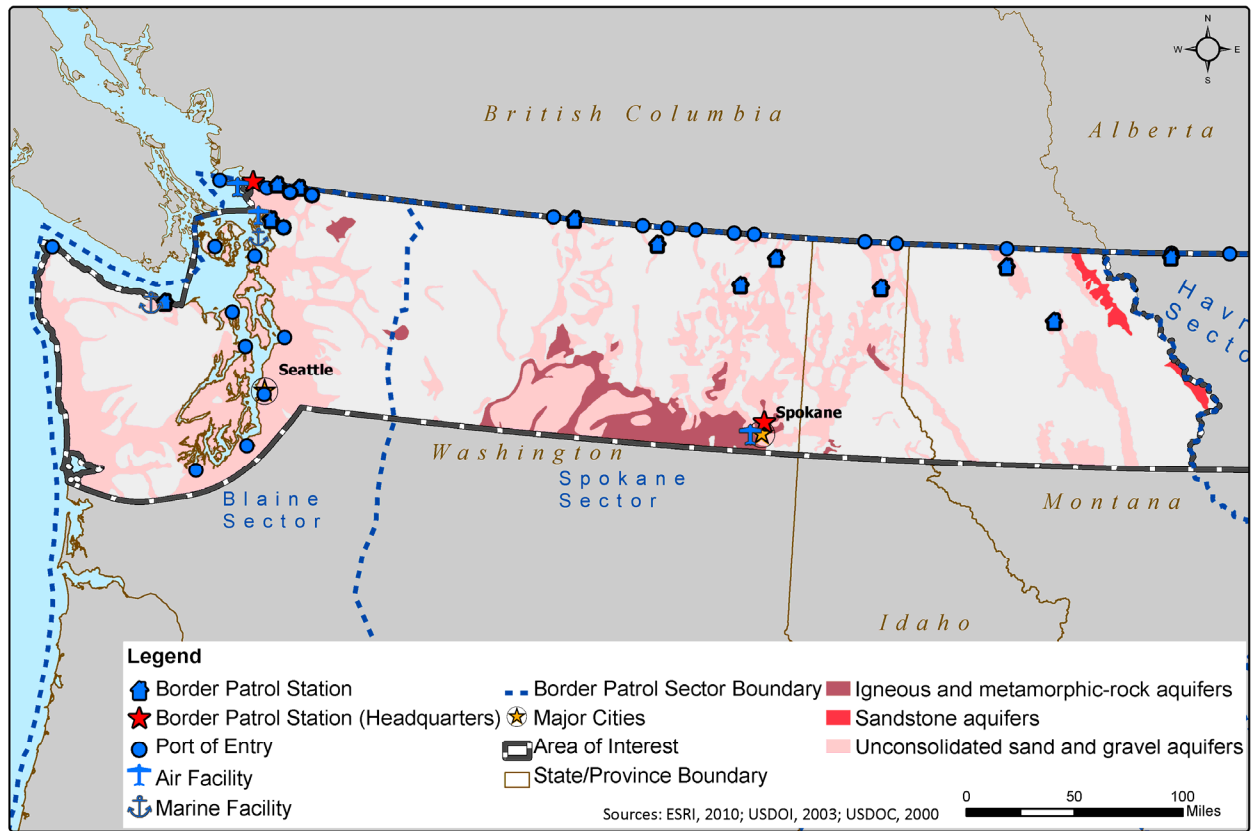 N
W E
S
British Columbia
Alberta
Havr
Secto
Seattle
Spokane
Washington
Spokane
Sector
Blaine
Sector
Montana
Idaho
Legend
Border Patrol Station
Border Patrol Station (Headquarters)
Port of Entry
Air Facility
Marine Facility
Border Patrol Sector Boundary
Major Cities
Area of Interest
State/Province Boundary
Igneous and metamorphic-rock aquifers
Sandstone aquifers
Unconsolidated sand and gravel aquifers
Sources: ESRI, 2010; USDOI, 2003; USDOC, 2000
0 50 100
Miles